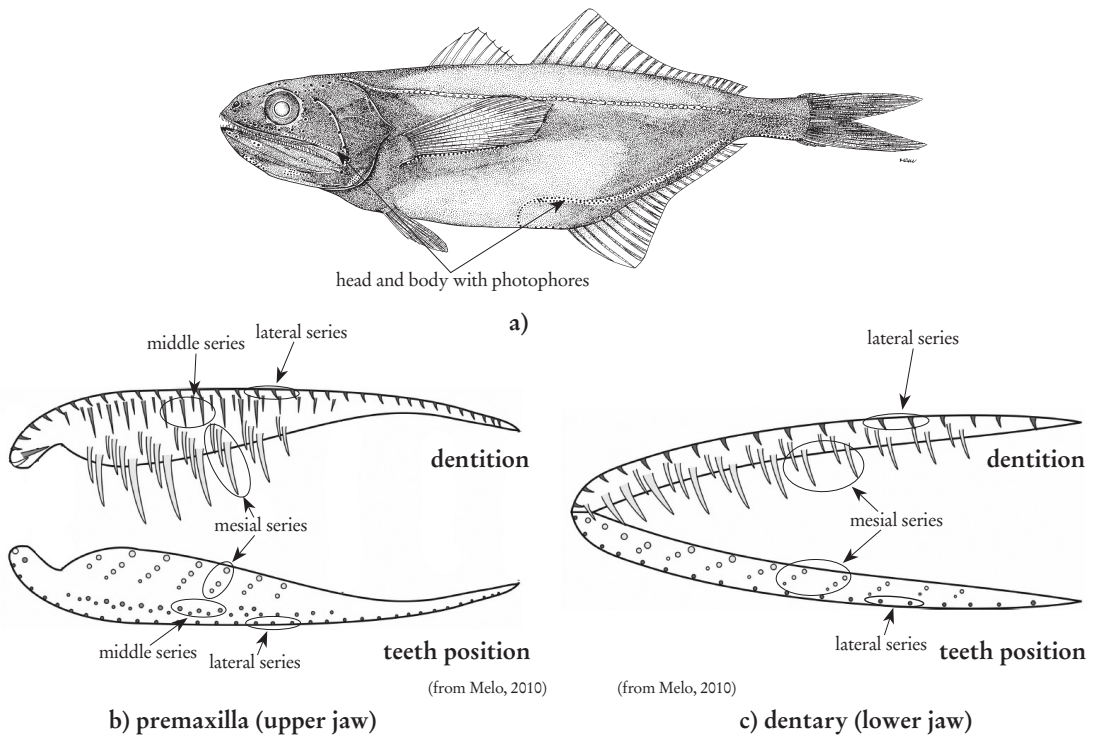 head and body with photophores
a)
middle series
lateral series
lateral series
dentition
dentition
mesial series
mesial series
middle series
lateral series
lateral series
teeth position
teeth position
(from Melo, 2010)
(from Melo, 2010)
b) premaxilla (upper jaw)
c) dentary (lower jaw)